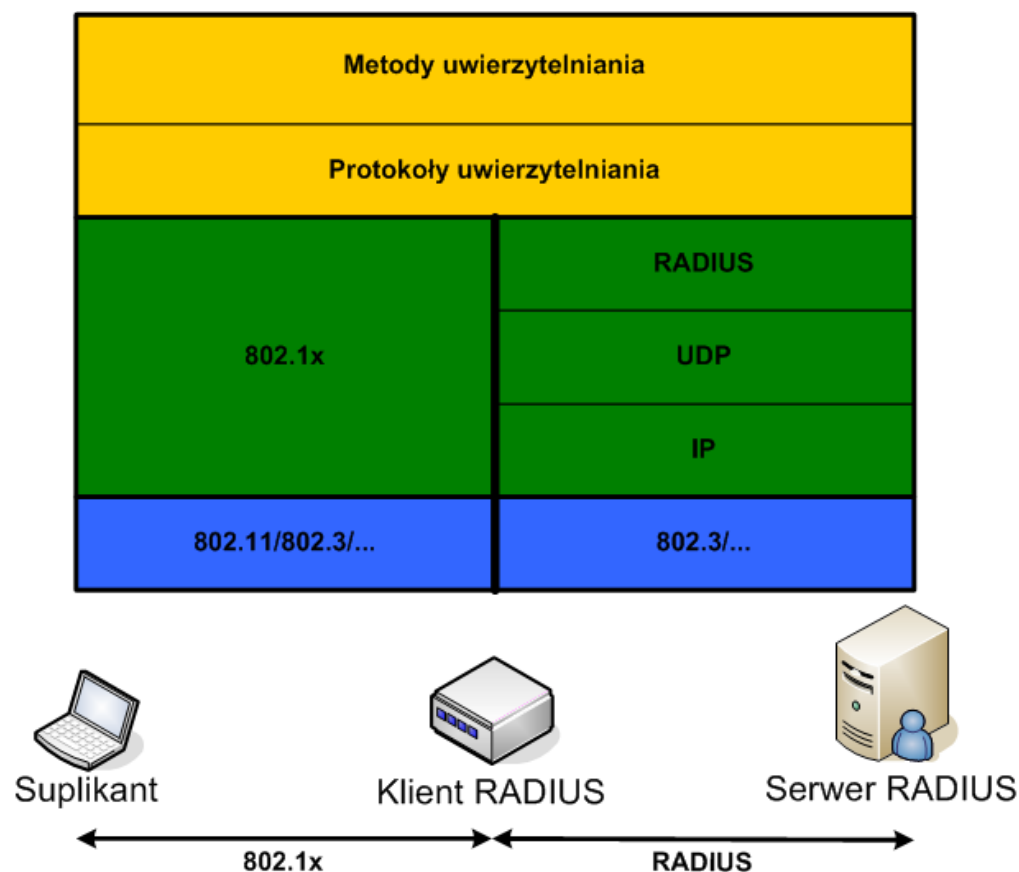 Metody uwierzytelniania
Protokoły uwierzytelniania
RADIUS
802.1x
UDP
IP
802.11/802.3/...
802.3/...
Suplikant
Klient RADIUS
Serwer RADIUS
802.1x
RADIUS